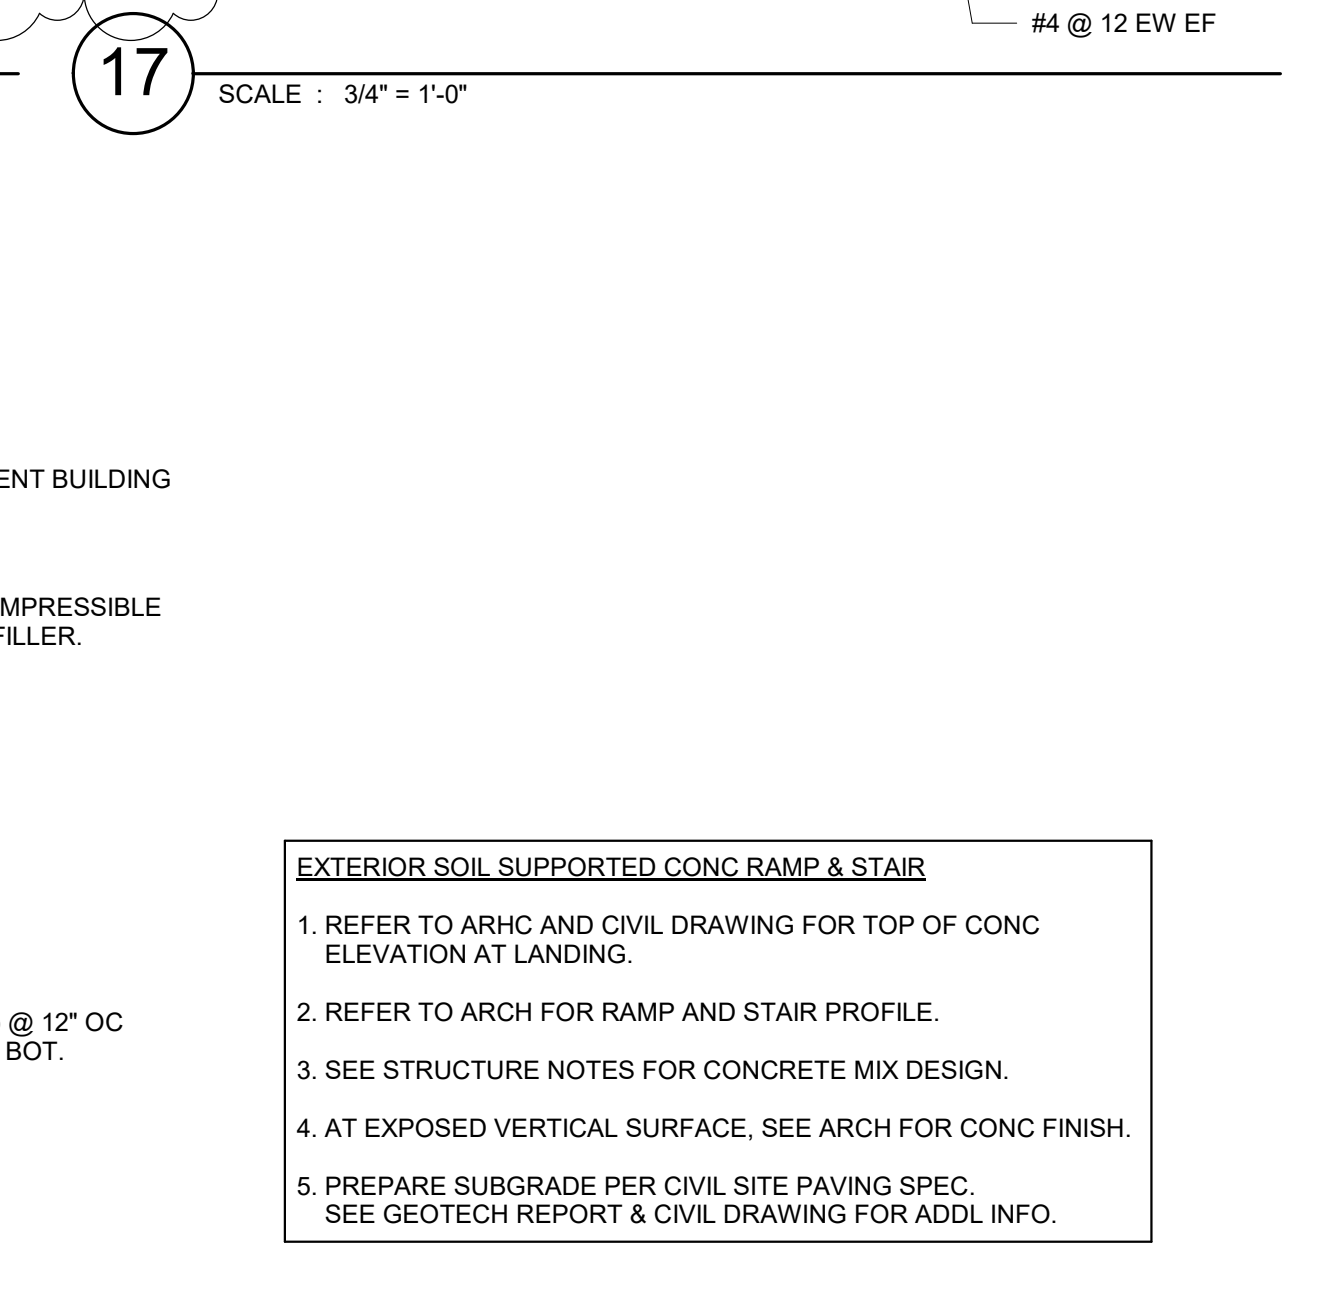 #4 @ 12 EW EF
17
SCALE : 3/4" = 1'-0"
BUILDING
FILLER.
@ 12" OC
BOT.
EXTERIOR SOIL SUPPORTED CONC RAMP & STAIR
1. REFER TO ARHC AND CIVIL DRAWING FOR TOP OF CONC
ELEVATION AT LANDING.
2. REFER TO ARCH FOR RAMP AND STAIR PROFILE.
3. SEE STRUCTURE NOTES FOR CONCRETE MIX DESIGN.
4. AT EXPOSED VERTICAL SURFACE, SEE ARCH FOR CONC FINISH.
5. PREPARE SUBGRADE PER CIVIL SITE PAVING SPEC.
SEE GEOTECH REPORT & CIVIL DRAWING FOR ADDL INFO.